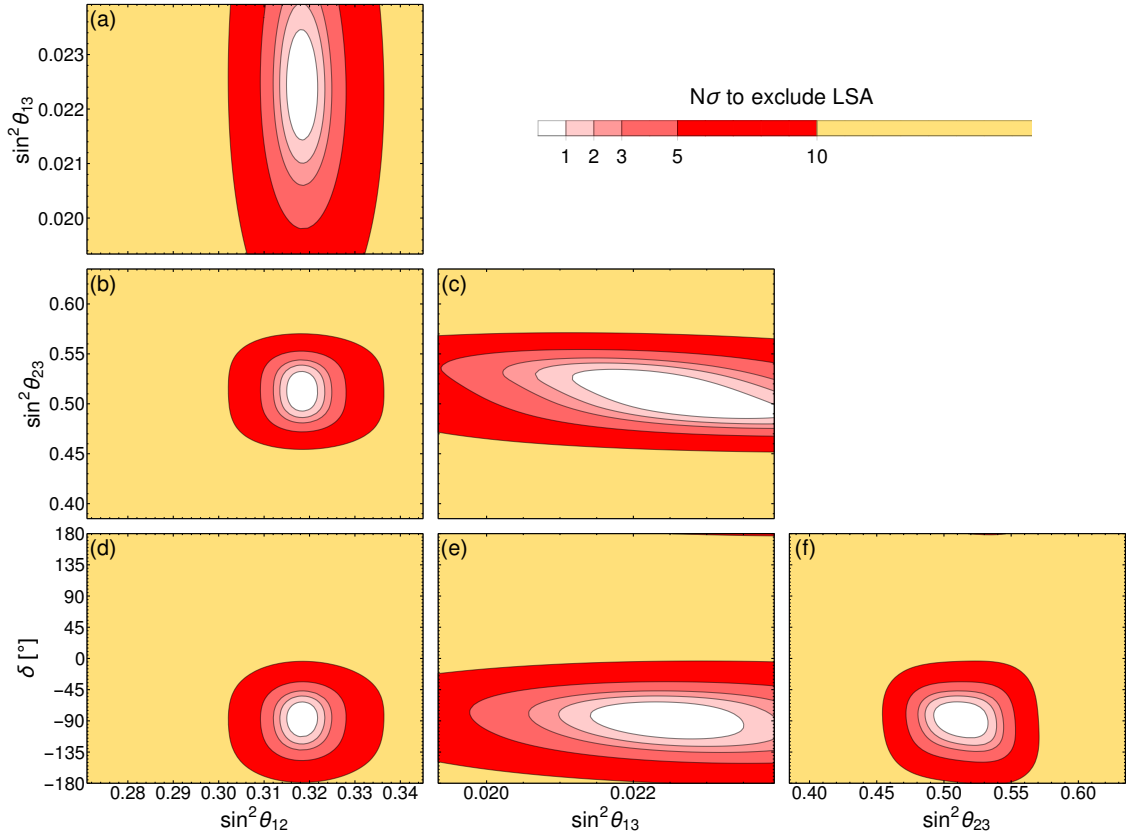 (a)
0.023
0.022
0.021
0.020
sin²θ₁₃
Nσ to exclude LSA
1 2 3 5 10
(b)
0.60
0.55
0.50
0.45
0.40
sin²θ₂₃
(c)
(d)
180
135
90
45
0
−45
−90
−135
−180
δ [°]
(e)
(f)
0.28 0.29 0.30 0.31 0.32 0.33 0.34
sin²θ₁₂
0.020 0.022
sin²θ₁₃
0.40 0.45 0.50 0.55 0.60
sin²θ₂₃